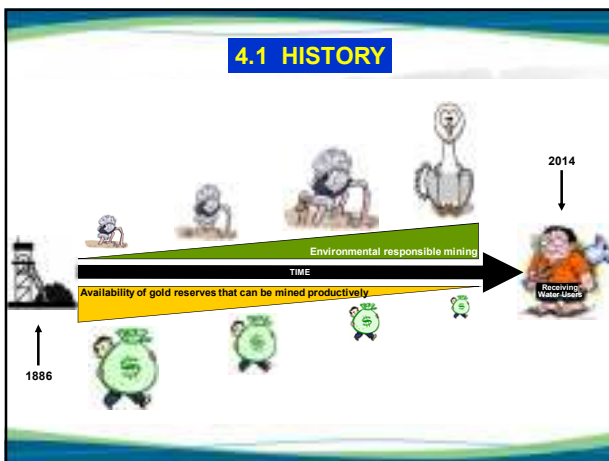 4.1 HISTORY
2014
Environmental responsible mining
TIME
Availability of gold reserves that can be mined productively
Receiving
Water Users
1886
$
$
$
$